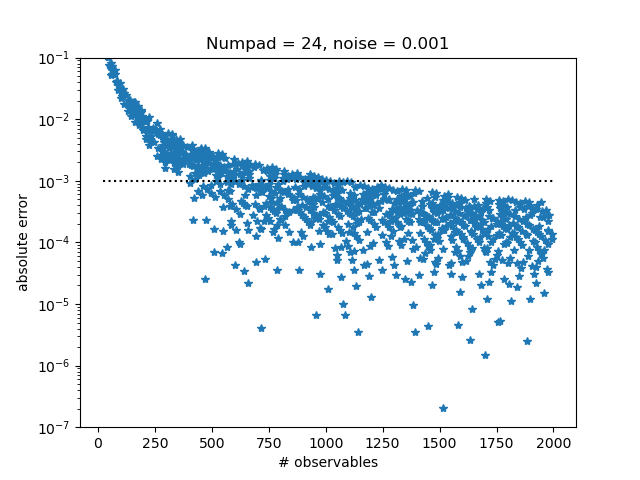 Numpad = 24, noise = 0.001
absolute error
10⁻¹
10⁻²
10⁻³
10⁻⁴
10⁻⁵
10⁻⁶
10⁻⁷
0 250 500 750 1000 1250 1500 1750 2000
# observables